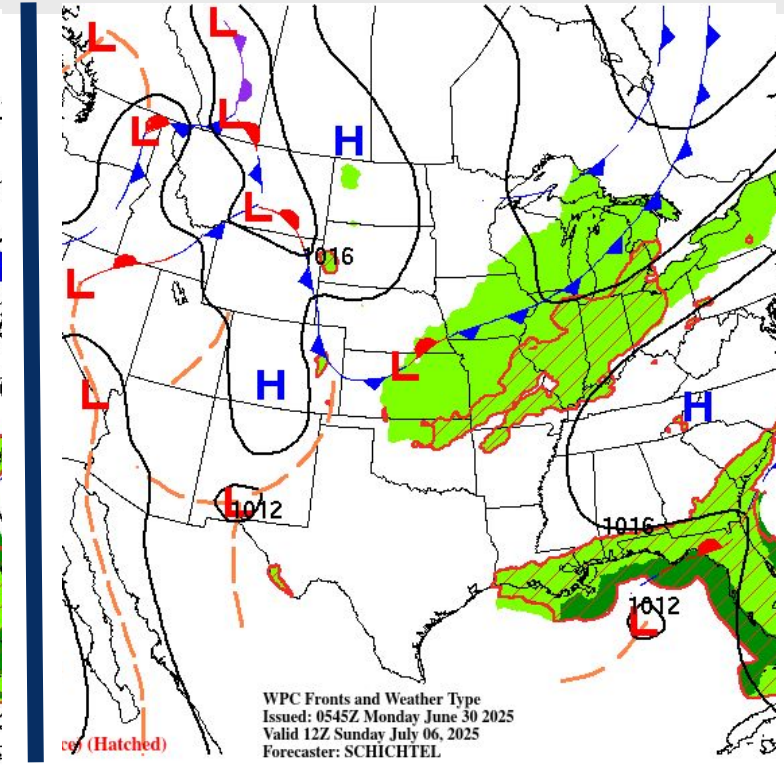 L
L
L
L
H
L
1016
L
L
H
L
H
L
1012
1016
1012
L
WPC Fronts and Weather Type
Issued: 0545Z Monday June 30 2025
Valid 12Z Sunday July 06, 2025
Forecaster: SCHICHTEL
(Hatched)